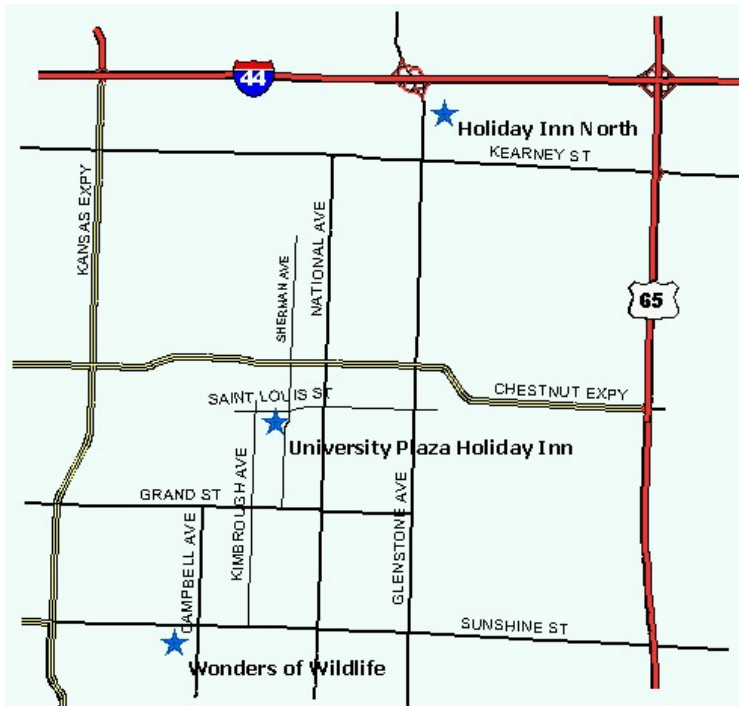 44
Holiday Inn North
KEARNEY ST
KANSAS EXPY
NATIONAL AVE
SHERMAN AVE
65
CHESTNUT EXPY
SAINT LOUIS ST
University Plaza Holiday Inn
GRAND ST
KIMBROUGH AVE
GLENSTONE AVE
CAMPBELL AVE
SUNSHINE ST
Wonders of Wildlife